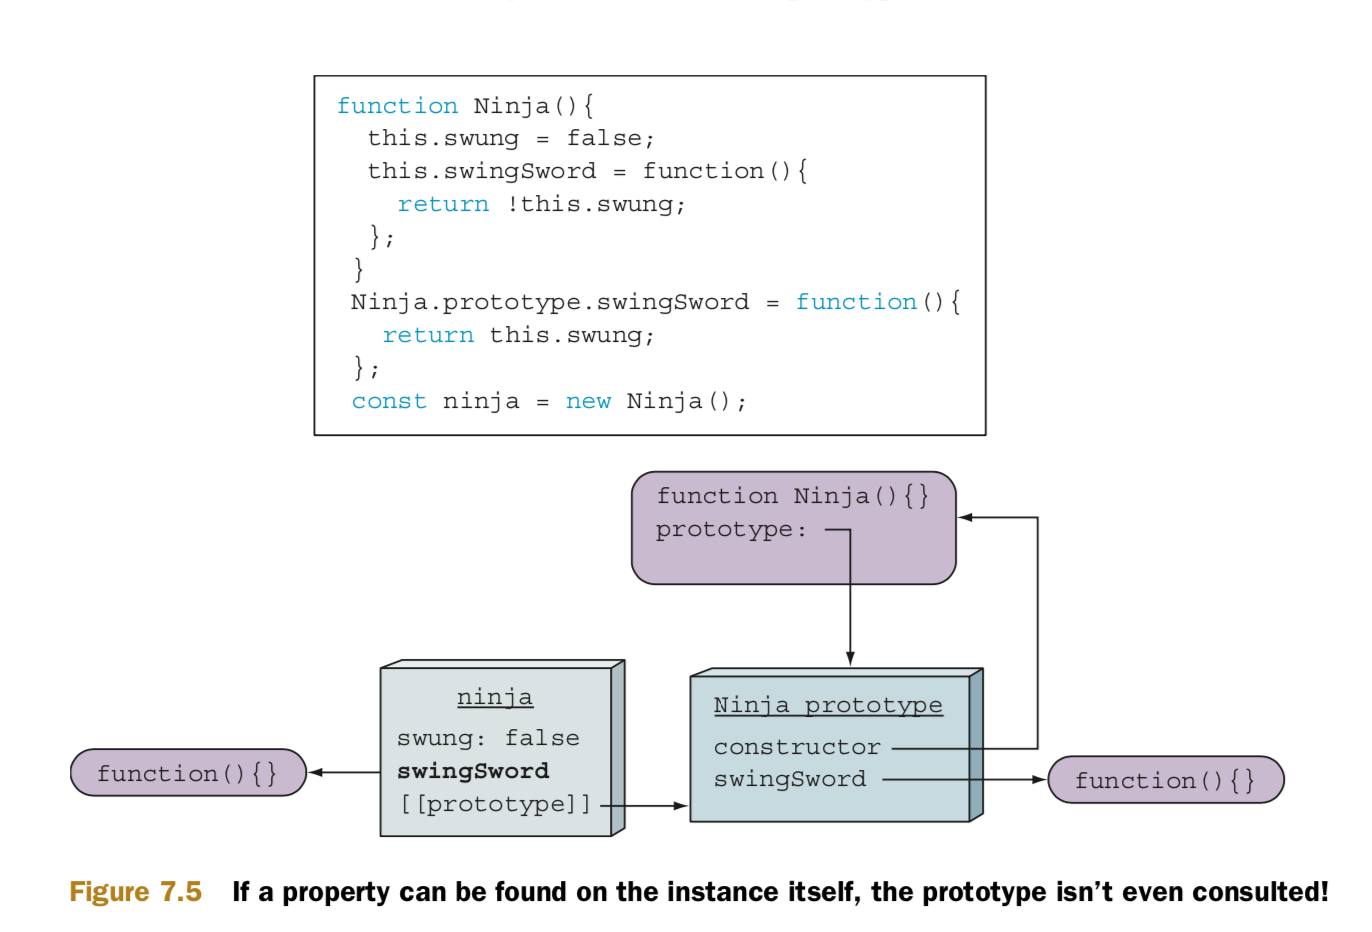 function Ninja(){
this.swung = false;
this.swingSword = function(){
return !this.swung;
};
}
Ninja.prototype.swingSword = function(){
return this.swung;
};
const ninja = new Ninja();
function Ninja(){}
prototype:
ninja
swung: false
swingSword
[[prototype]]
function(){}
Ninja prototype
constructor
swingSword
function(){}
Figure 7.5 If a property can be found on the instance itself, the prototype isn’t even consulted!